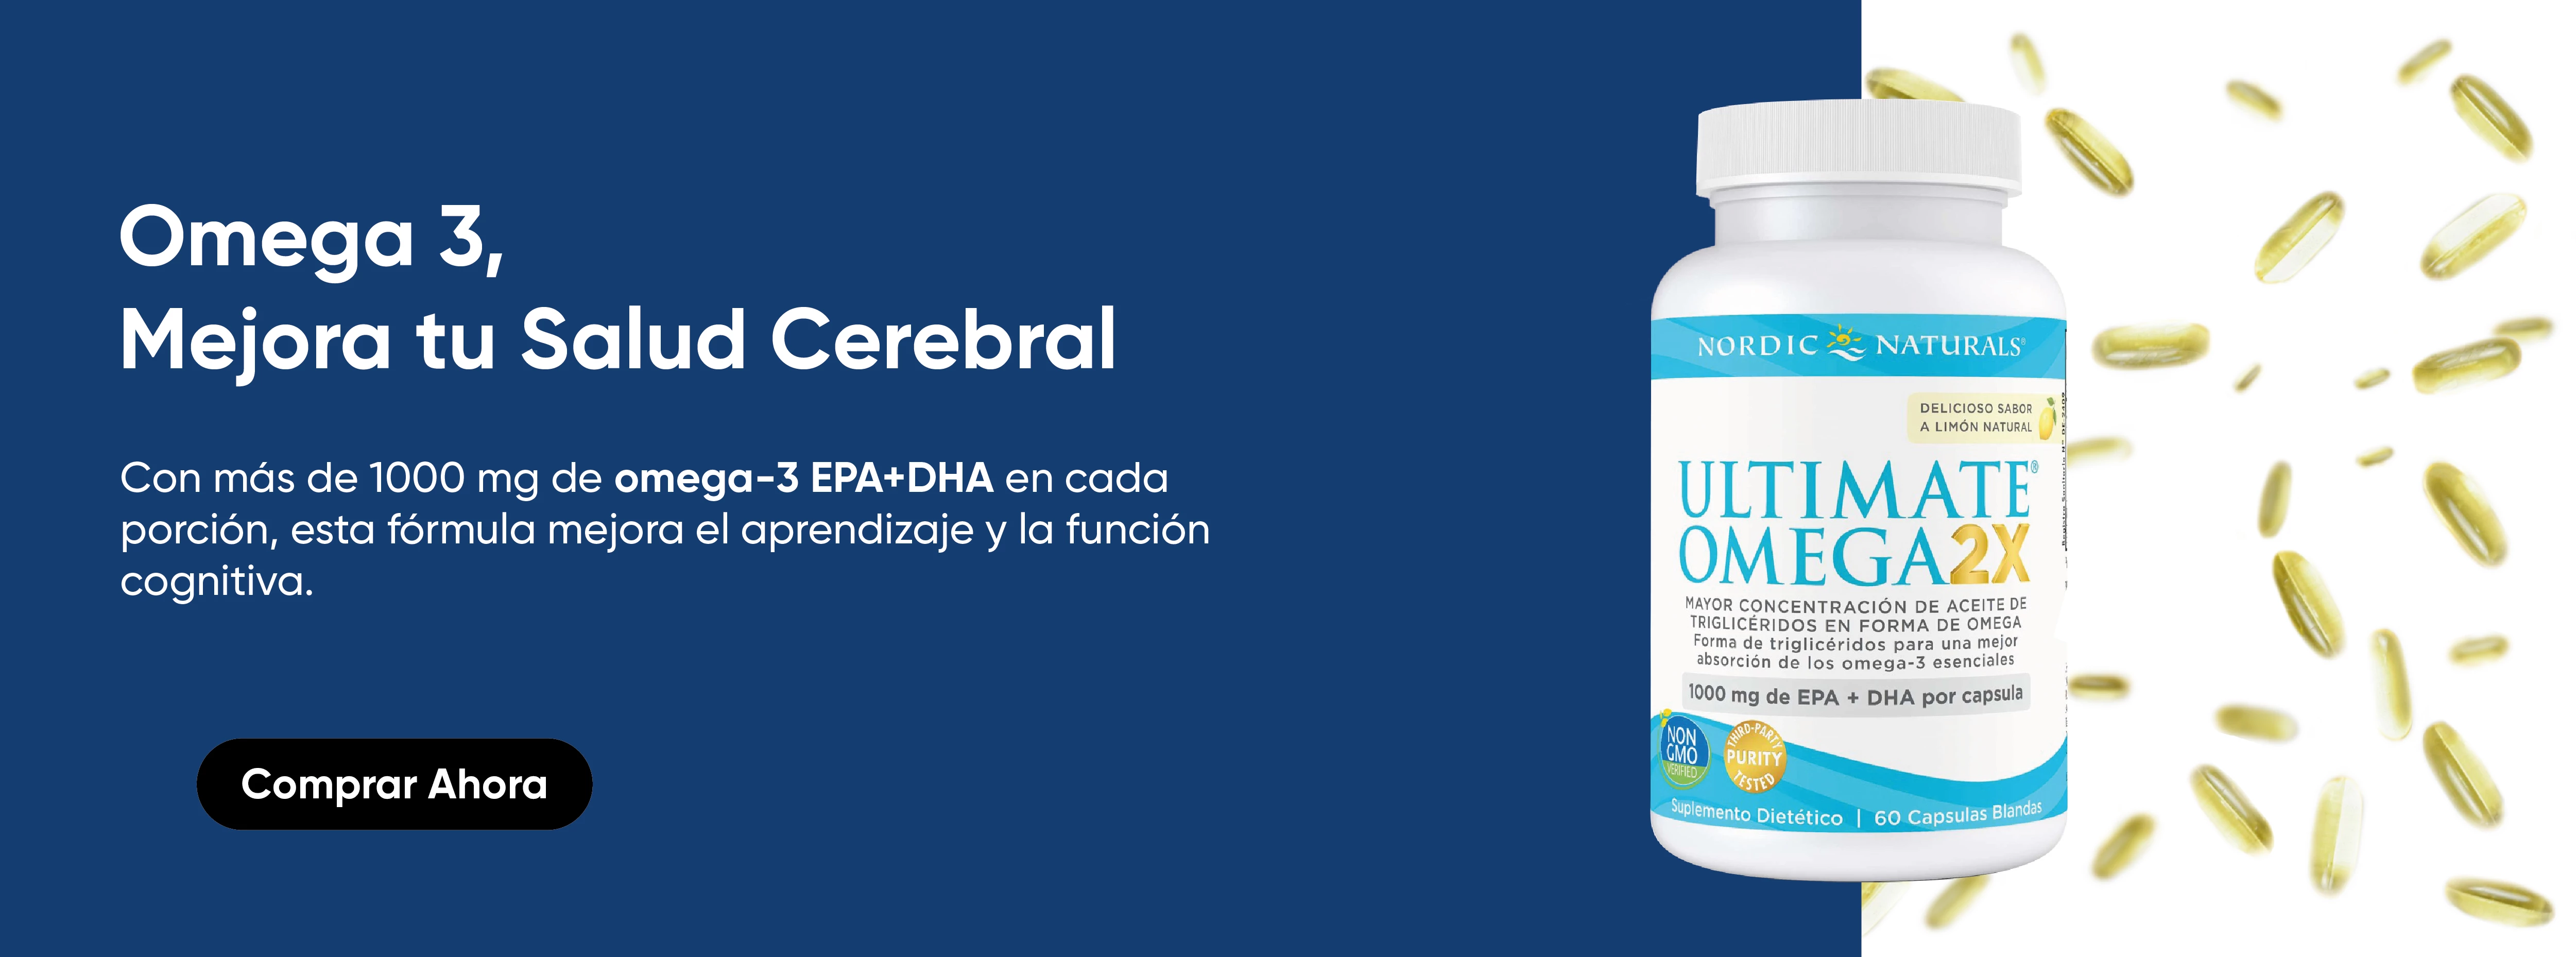 Omega 3,
Mejora tu Salud Cerebral
Con más de 1000 mg de omega-3 EPA+DHA en cada
porción, esta fórmula mejora el aprendizaje y la función
cognitiva.
Comprar Ahora
NORDIC NATURALS®
DELICIOSO SABOR
A LIMÓN NATURAL
ULTIMATE®
OMEGA2X
MAYOR CONCENTRACIÓN DE ACEITE DE
TRIGLICÉRIDOS EN FORMA DE OMEGA
Forma de triglicéridos para una mejor
absorción de los omega-3 esenciales
1000 mg de EPA + DHA por capsula
NON
GMO
VERIFIED
THIRD-PARTY
PURITY
TESTED
Suplemento Dietético | 60 Capsulas Blandas